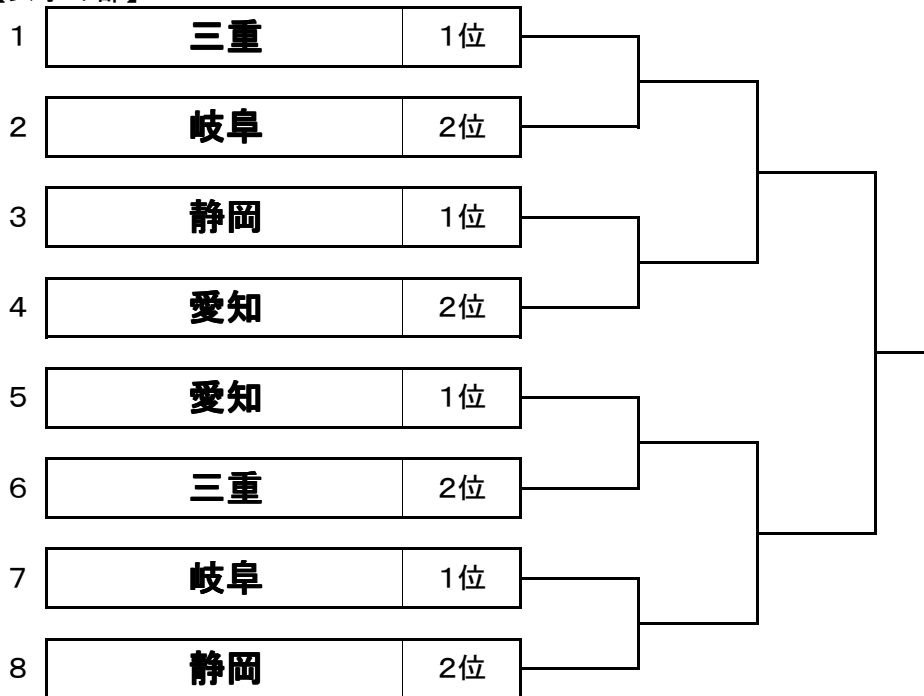 1 三重 1位
2 岐阜 2位
3 静岡 1位
4 愛知 2位
5 愛知 1位
6 三重 2位
7 岐阜 1位
8 静岡 2位